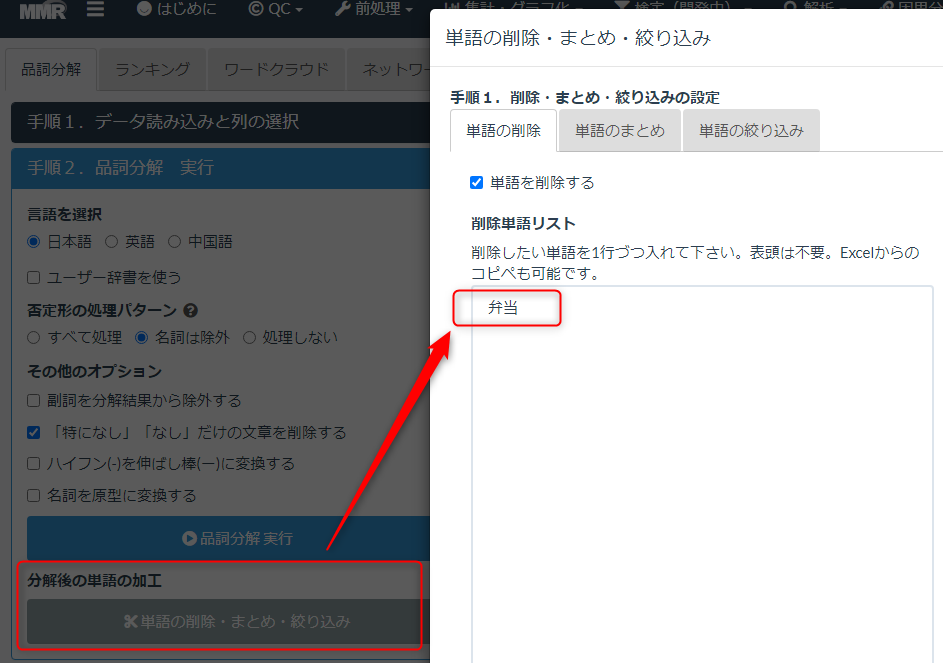 MMR はじめに QC 前処理 集計・グラフ化 検定（開発中） 解析
品詞分解 ランキング ワードクラウド ネットワー
手順１．データ読み込みと列の選択
手順２．品詞分解　実行
言語を選択
日本語 英語 中国語
ユーザー辞書を使う
否定形の処理パターン
すべて処理 名詞は除外 処理しない
その他のオプション
副詞を分解結果から除外する
「特になし」「なし」だけの文章を削除する
ハイフン(-)を伸ばし棒(ー)に変換する
名詞を原型に変換する
品詞分解 実行
分解後の単語の加工
単語の削除・まとめ・絞り込み
単語の削除・まとめ・絞り込み
手順１．削除・まとめ・絞り込みの設定
単語の削除 単語のまとめ 単語の絞り込み
単語を削除する
削除単語リスト
削除したい単語を1行づつ入れて下さい。表頭は不要。Excelからの
コピペも可能です。
弁当